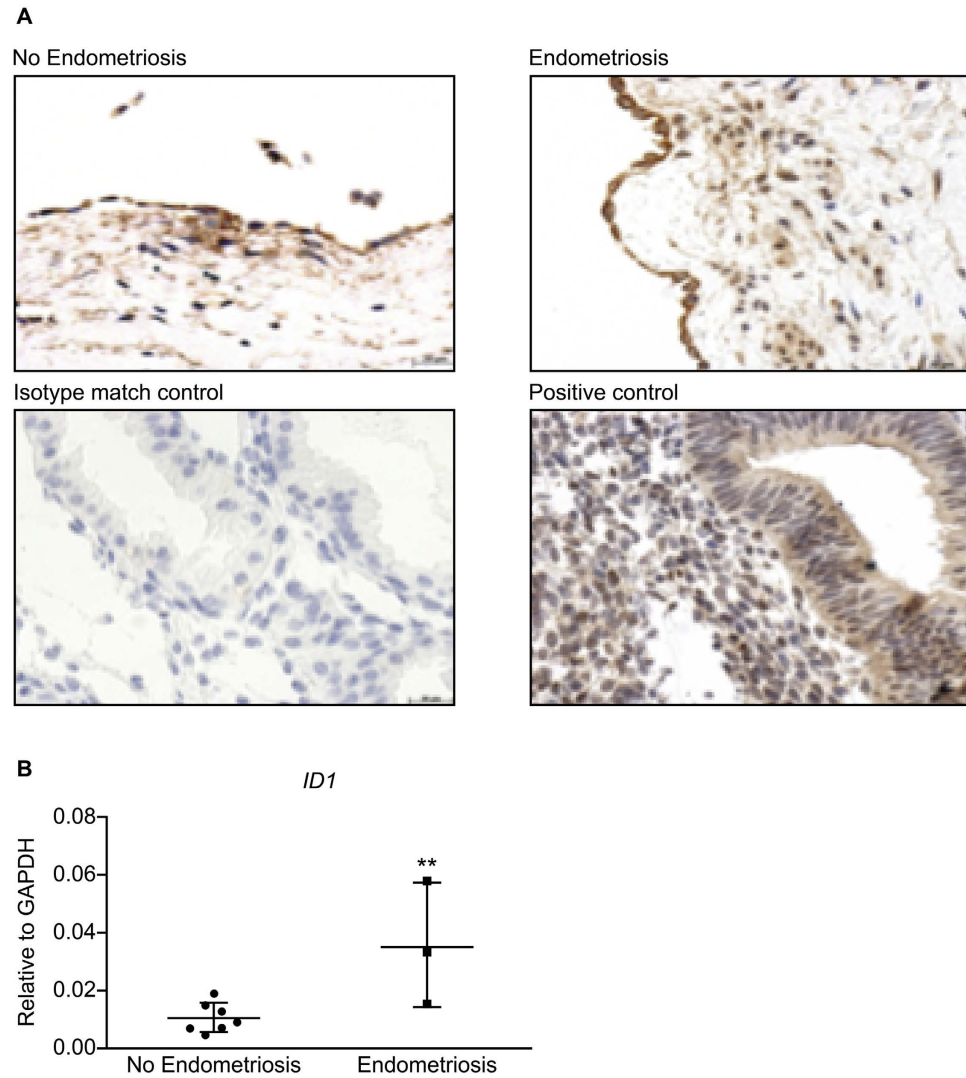 A
No Endometriosis
Endometriosis
Isotype match control
Positive control
B
ID1
Relative to GAPDH
0.08
0.06
0.04
0.02
0.00
**
No Endometriosis
Endometriosis